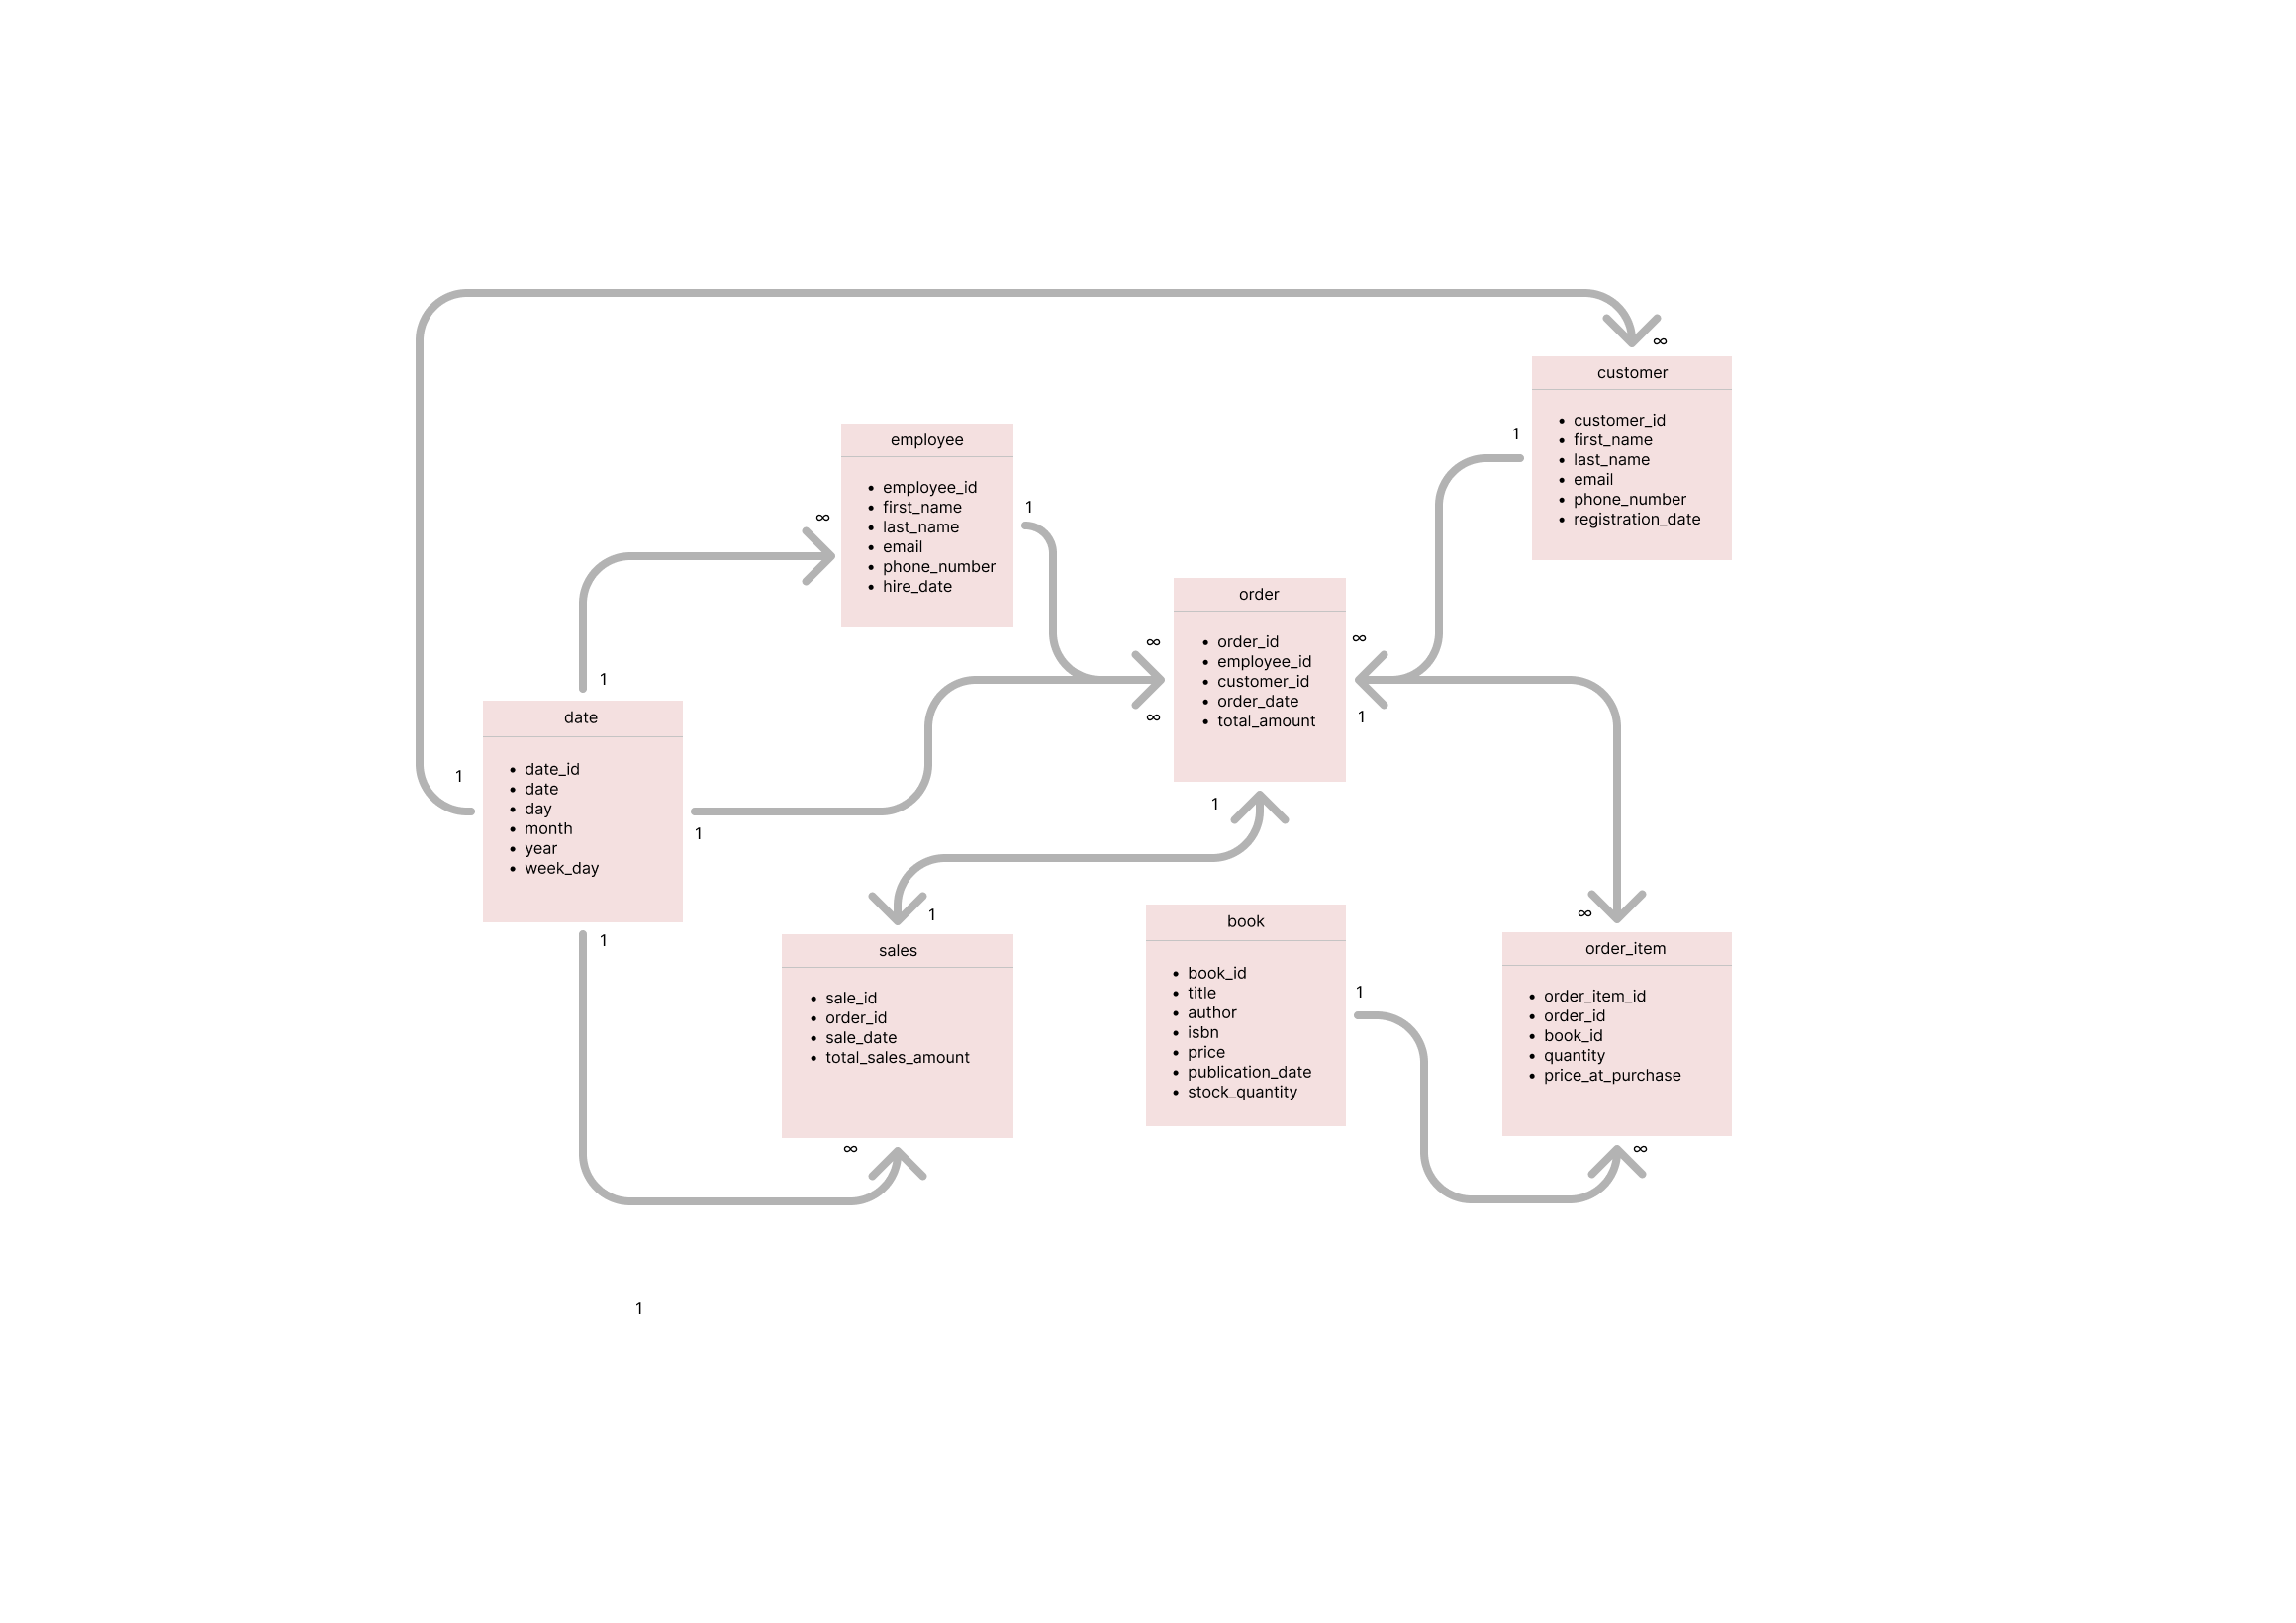 ∞
customer
• customer_id
• first_name
• last_name
• email
• phone_number
• registration_date
1
employee
• employee_id
• first_name
• last_name
• email
• phone_number
• hire_date
∞
1
order
• order_id
• employee_id
• customer_id
• order_date
• total_amount
∞
∞
∞
1
1
1
date
• date_id
• date
• day
• month
• year
• week_day
1
1
1
1
sales
• sale_id
• order_id
• sale_date
• total_sales_amount
∞
book
• book_id
• title
• author
• isbn
• price
• publication_date
• stock_quantity
1
∞
order_item
• order_item_id
• order_id
• book_id
• quantity
• price_at_purchase
∞
1